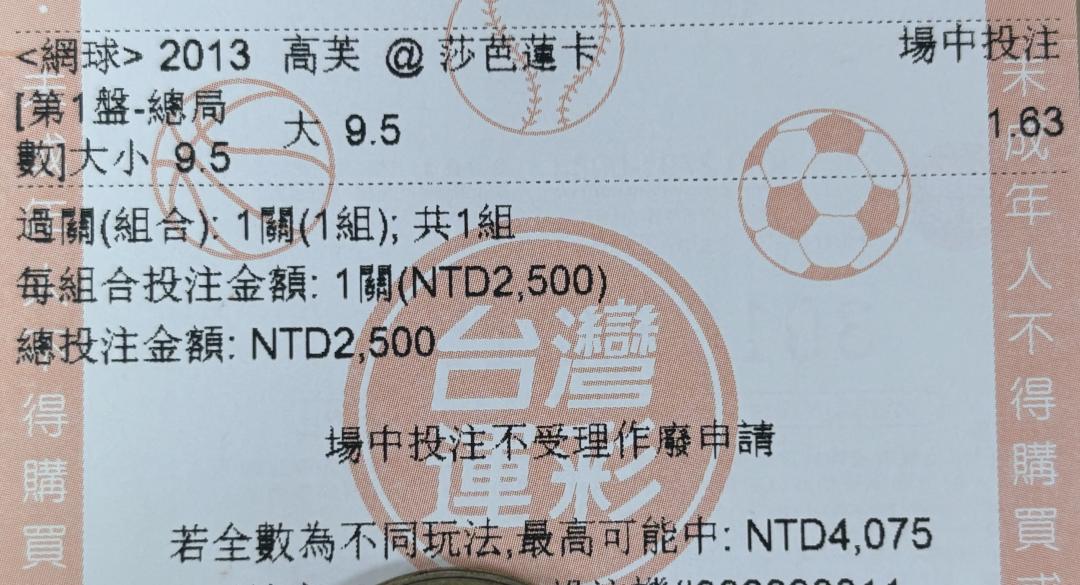 <網球> 2013 高芙 @ 莎芭蓮卡 場中投注
[第1盤-總局數]大小 9.5 大 9.5 1.63
過關(組合): 1關(1組); 共1組
每組合投注金額: 1關(NTD2,500)
總投注金額: NTD2,500
場中投注不受理作廢申請
若全數為不同玩法,最高可能中: NTD4,075
台灣
運彩
未成年人不得購買
得購買